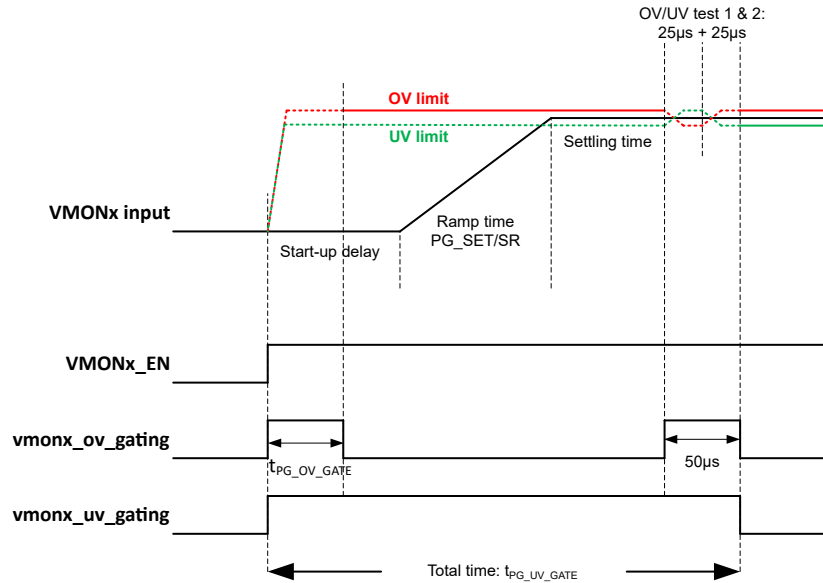 OV/UV test 1 & 2:
25µs + 25µs
OV limit
UV limit
Settling time
VMONx input
Ramp time
PG_SET/SR
Start-up delay
VMONx_EN
vmonx_ov_gating
tPG_OV_GATE
50µs
vmonx_uv_gating
Total time: tPG_UV_GATE